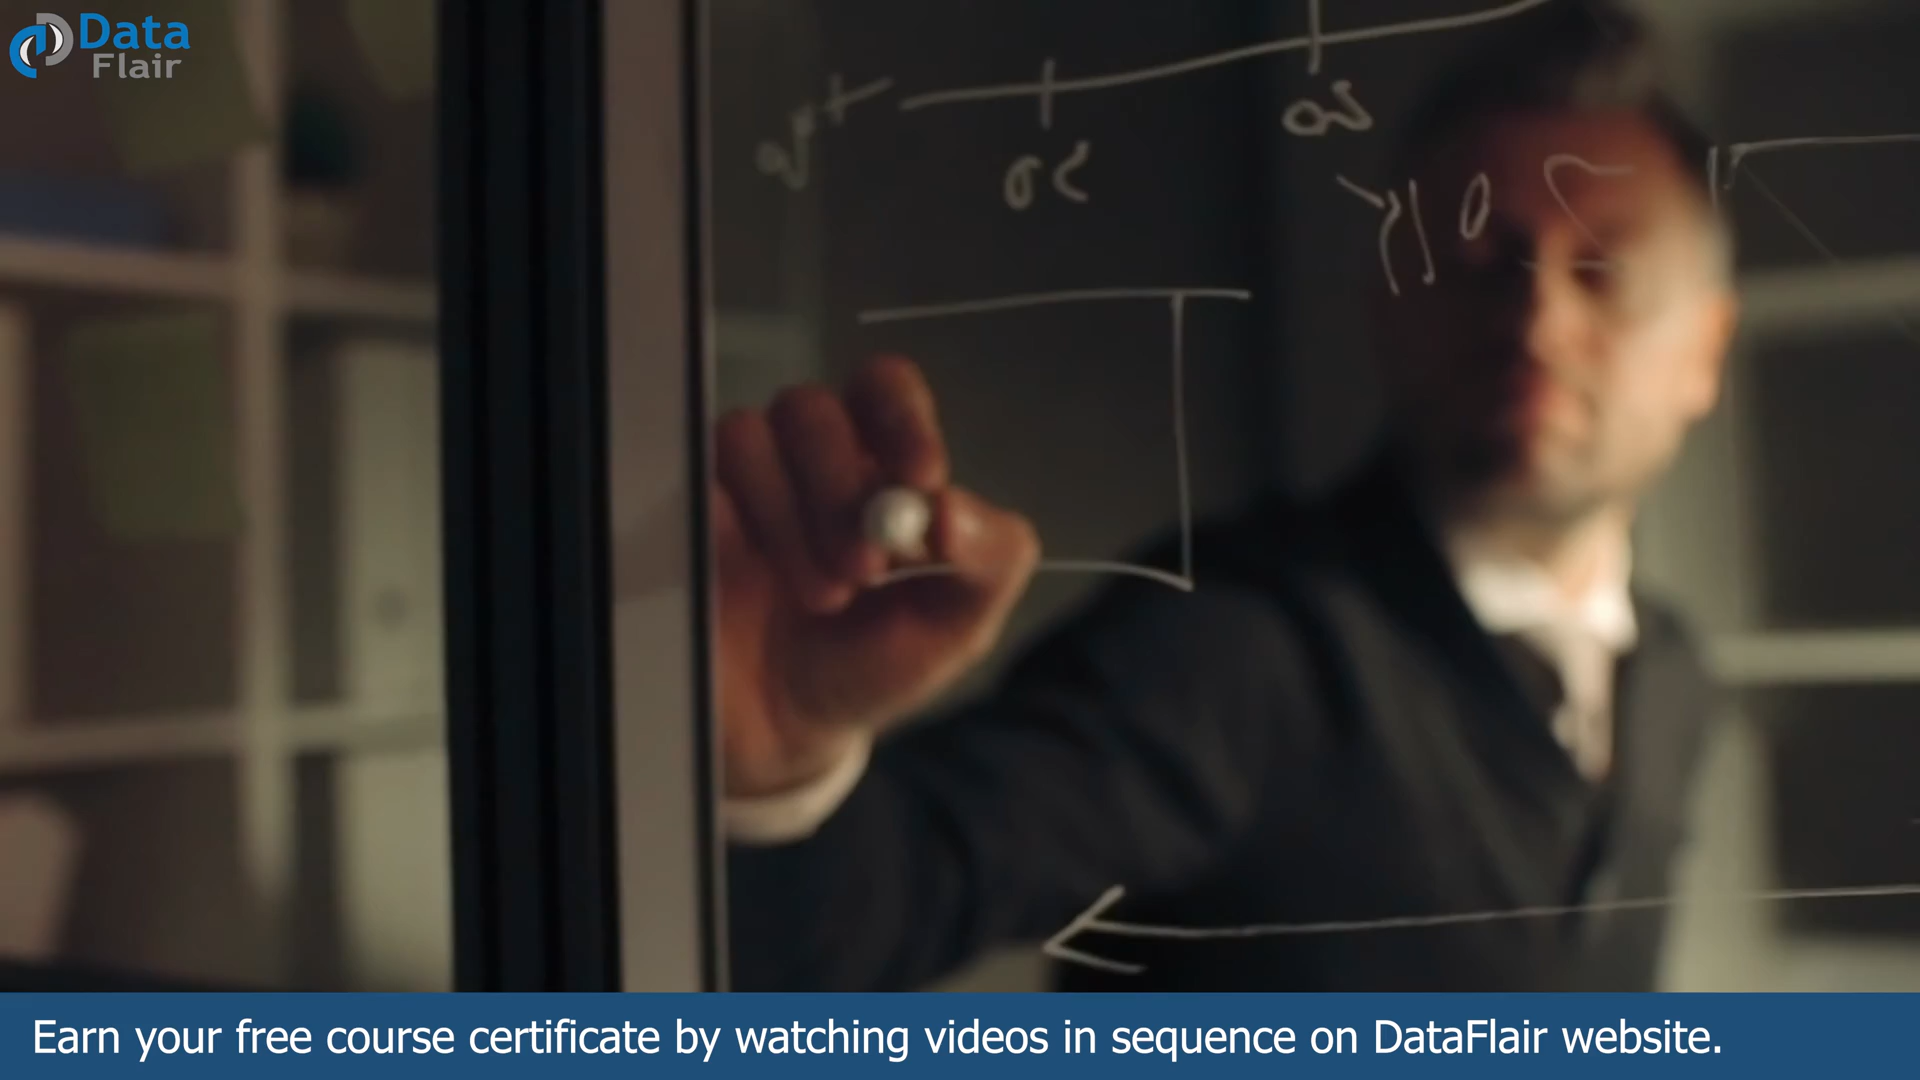 Data
Flair
Earn your free course certificate by watching videos in sequence on DataFlair website.